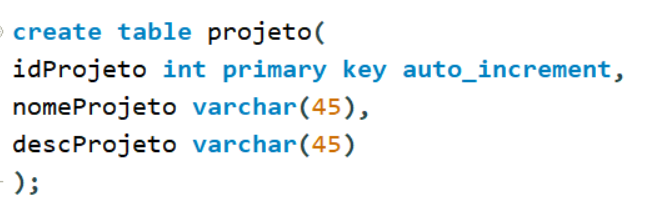 create table projeto(
idProjeto int primary key auto_increment,
nomeProjeto varchar(45),
descProjeto varchar(45)
);